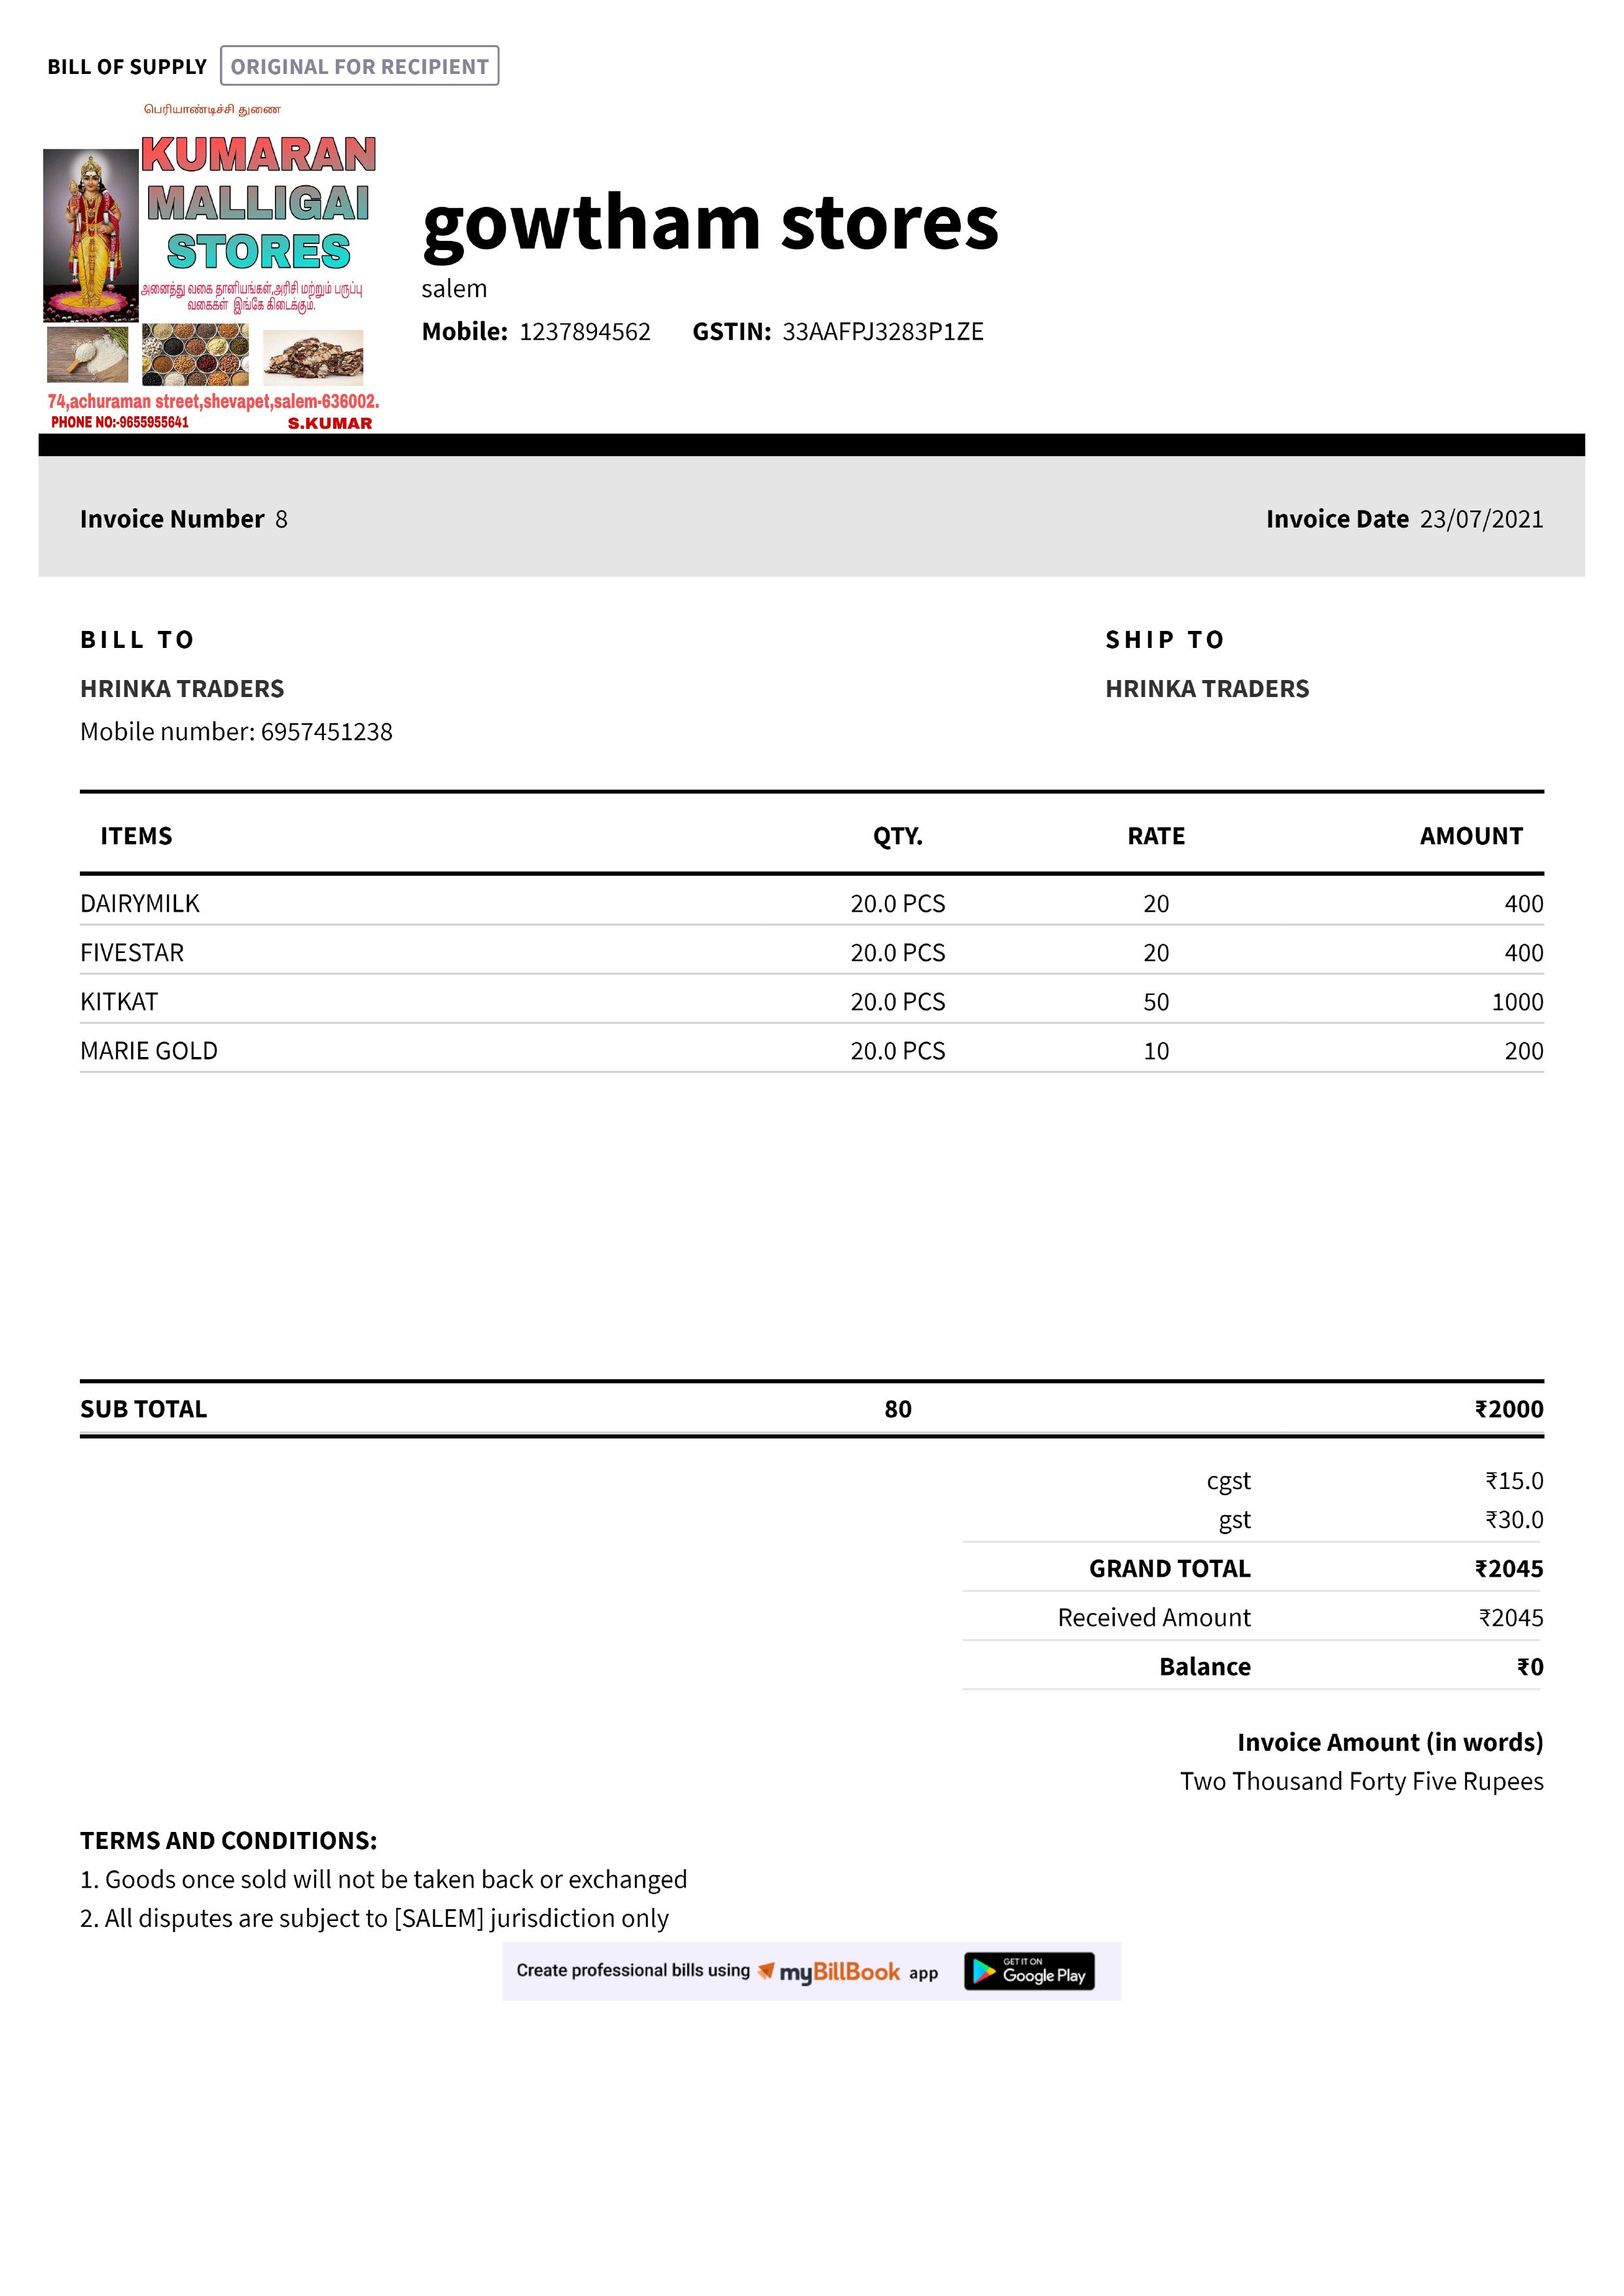 BILL OF SUPPLY ORIGINAL FOR RECIPIENT
பெரியாண்டிச்சி துணை
KUMARAN
MALLIGAI
STORES
அனைத்து வகை தானியங்கள்,அரிசி மற்றும் பருப்பு
வகைகள் இங்கே கிடைக்கும்.
74,achuraman street,shevapet,salem-636002.
PHONE NO:-9655955641 S.KUMAR
gowtham stores
salem
Mobile: 1237894562 GSTIN: 33AAFPJ3283P1ZE
Invoice Number 8 Invoice Date 23/07/2021
BILL TO SHIP TO
HRINKA TRADERS HRINKA TRADERS
Mobile number: 6957451238
ITEMS QTY. RATE AMOUNT
DAIRYMILK 20.0 PCS 20 400
FIVESTAR 20.0 PCS 20 400
KITKAT 20.0 PCS 50 1000
MARIE GOLD 20.0 PCS 10 200
SUB TOTAL 80 ₹2000
cgst ₹15.0
gst ₹30.0
GRAND TOTAL ₹2045
Received Amount ₹2045
Balance ₹0
Invoice Amount (in words)
Two Thousand Forty Five Rupees
TERMS AND CONDITIONS:
1. Goods once sold will not be taken back or exchanged
2. All disputes are subject to [SALEM] jurisdiction only
Create professional bills using myBillBook app GET IT ON Google Play